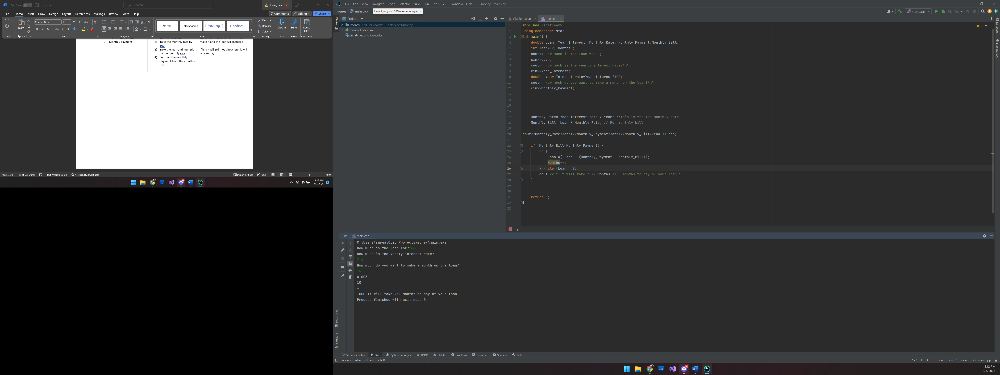 AutoSave Off Lab4 Search Jones, Lyle JL
File Home Insert Draw Design Layout References Mailings Review View Help Comments Editing Share
Courier New 10 Aa
Paste
Normal No Spacing Heading 1 Heading 2
Find
Replace
Select
Dictate Editor Reuse Files
Undo Clipboard Font Paragraph Styles Editing Voice Editor Reuse Files
3) Monthly payment
2) Take the monthly rate by
100
3) Take the loan and multiply
by the monthly rate
4) Subtract the monthly
payment from the monthly
rate
make it and the loan will increase
If it is it will print out how long it will
take to pay
Page 5 of 5 125 of 679 words Text Predictions: On Accessibility: Investigate Display Settings Focus 100%
8:13 PM
2/3/2023 4
File Edit View Navigate Code Refactor Build Run Tools VCS Window Help money - main.cpp
money main.cpp Jones, Lyle (jonesl58@uiu.edu) is signed in main.cpp
Project
Project
money C:\Users\sarga\CLionProjects\money
External Libraries
Scratches and Consoles
CMakeLists.txt main.cpp
1 #include <iostream>
2 using namespace std;
3 int main() {
4 double Loan, Year_Interest, Monthly_Rate, Monthly_Payment,Monthly_Bill;
5 int Year=12, Months ;
6 cout<<"How much is the loan for?";
7 cin>>Loan;
8 cout<<"How much is the yearly interest rate?\n";
9 cin>>Year_Interest;
10 double Year_Interest_rate=Year_Interest/100;
11 cout<<"How much do you want to make a month on the loan?\n";
12 cin>>Monthly_Payment;
13
14
15
16
17 Monthly_Rate= Year_Interest_rate / Year; //This is for the Monthly rate
18 Monthly_Bill= Loan * Monthly_Rate; // For monthly bill
19
20 cout<<Monthly_Rate<<endl<<Monthly_Payment<<endl<<Monthly_Bill<<endl<<Loan;
21
22 if (Monthly_Bill<Monthly_Payment) {
23 do {
24 Loan =( Loan - (Monthly_Payment - Monthly_Bill));
25 Months++;
26 } while (Loan > 0);
27 cout << " It will take " << Months << " months to pay of your loan.";
28 }
29
30
31 return 0;
32 }
33
1
Database
Notifications
main
Run: main.cpp
C:\Users\sarga\CLionProjects\money\main.exe
How much is the loan for?1000
How much is the yearly interest rate?
7.2
How much do you want to make a month on the loan?
10
0.006
10
6
1000 It will take 251 months to pay of your loan.
Process finished with exit code 0
Bookmarks
Structure
Version Control Run Python Packages TODO CMake Problems Terminal Services Build
Process finished with exit code 0 12:1 LF UTF-8 .clang-tidy 4 spaces C++: main.cpp
8:13 PM
2/3/2023